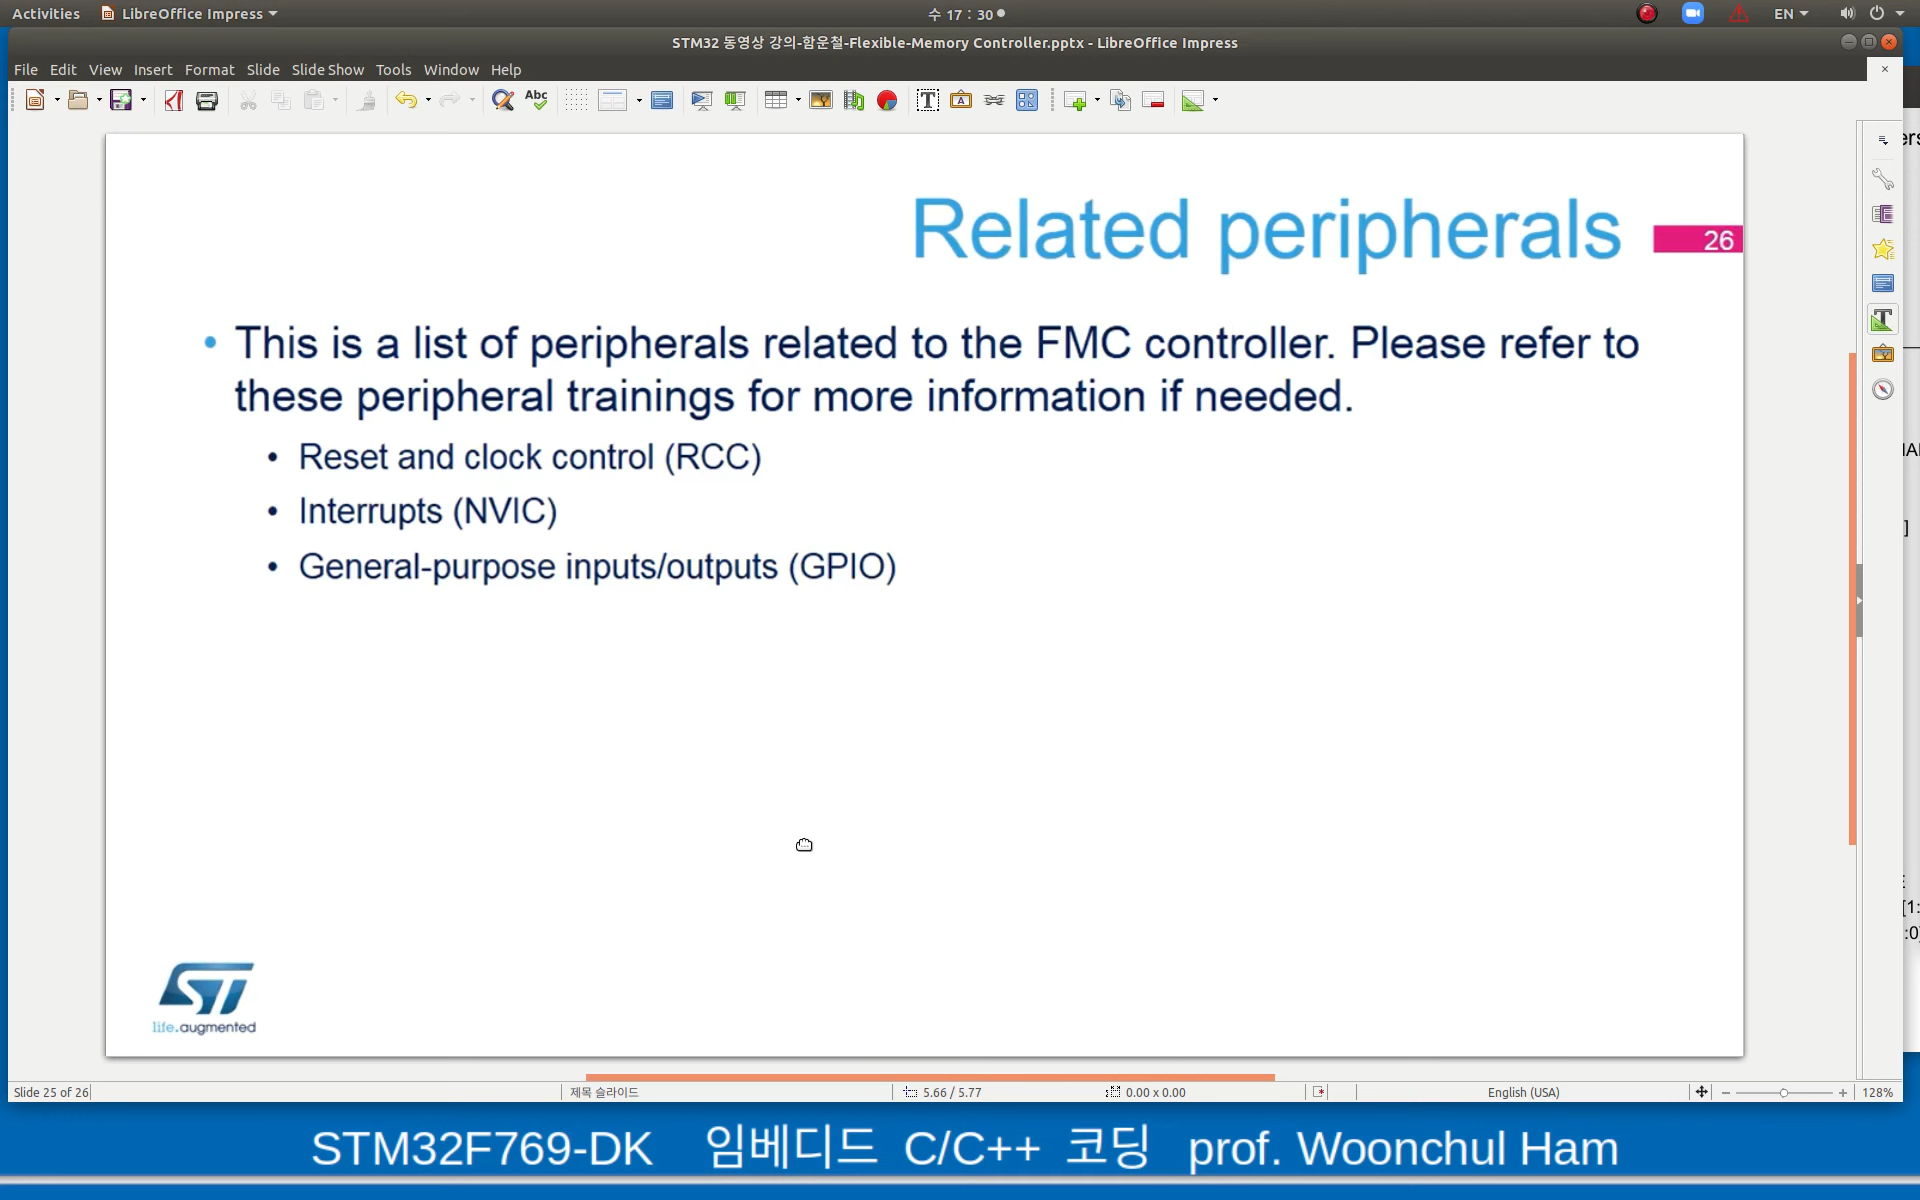 Activities LibreOffice Impress 수 17 : 30 EN
STM32 동영상 강의-함운철-Flexible-Memory Controller.pptx - LibreOffice Impress
File Edit View Insert Format Slide Slide Show Tools Window Help
Abc
Related peripherals 26
• This is a list of peripherals related to the FMC controller. Please refer to
these peripheral trainings for more information if needed.
• Reset and clock control (RCC)
• Interrupts (NVIC)
• General-purpose inputs/outputs (GPIO)
ST
life.augmented
Slide 25 of 26 제목 슬라이드 5.66 / 5.77 0.00 x 0.00 English (USA) 128%
STM32F769-DK 임베디드 C/C++ 코딩 prof. Woonchul Ham